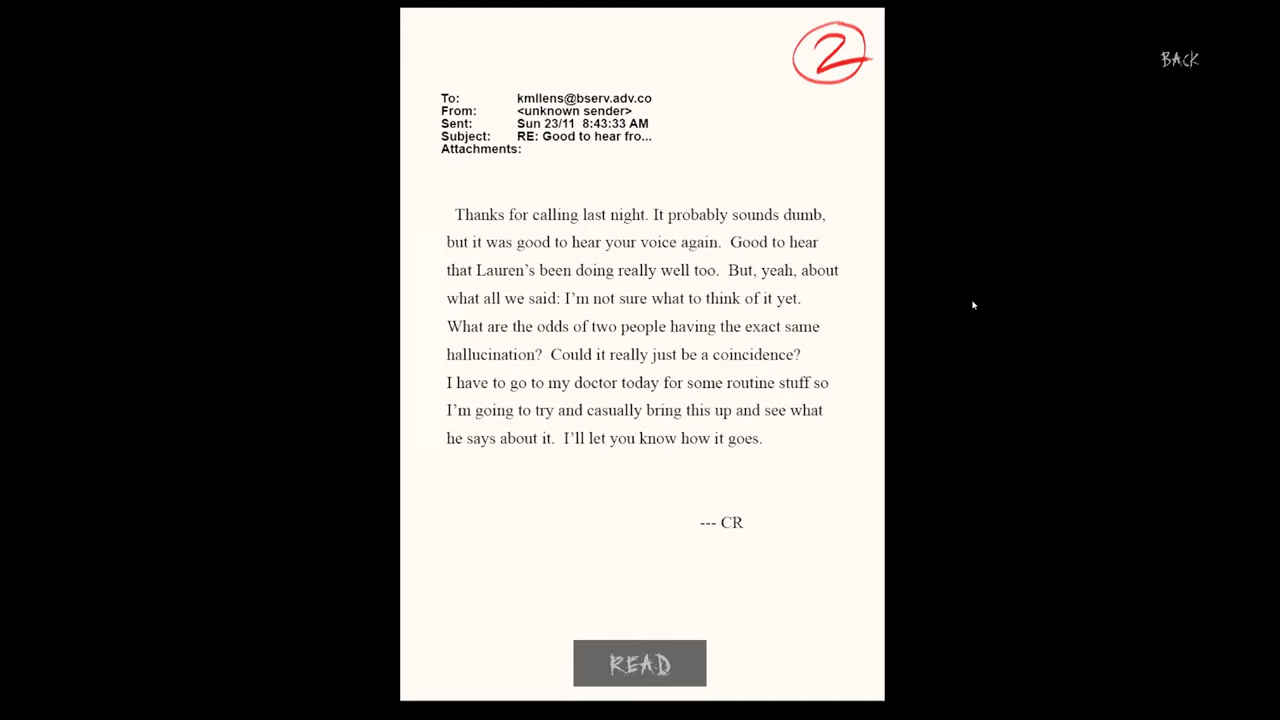 2
BACK
To: kmllens@bserv.adv.co
From: <unknown sender>
Sent: Sun 23/11 8:43:33 AM
Subject: RE: Good to hear fro...
Attachments:
Thanks for calling last night. It probably sounds dumb,
but it was good to hear your voice again. Good to hear
that Lauren's been doing really well too. But, yeah, about
what all we said: I'm not sure what to think of it yet.
What are the odds of two people having the exact same
hallucination? Could it really just be a coincidence?
I have to go to my doctor today for some routine stuff so
I'm going to try and casually bring this up and see what
he says about it. I'll let you know how it goes.
--- CR
READ